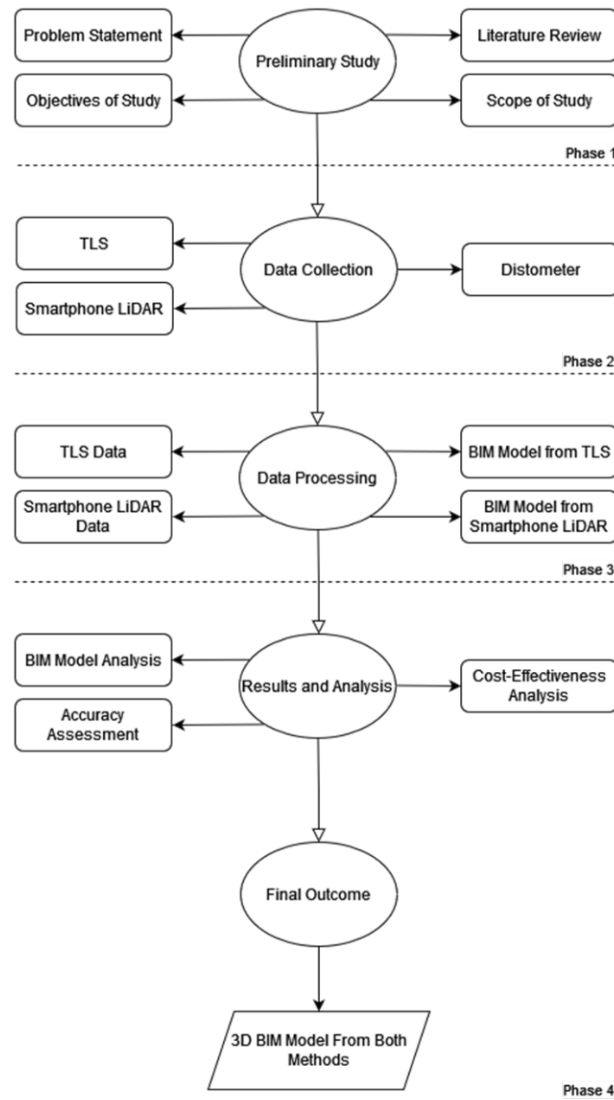 Problem Statement
Preliminary Study
Literature Review
Objectives of Study
Scope of Study
Phase 1
TLS
Data Collection
Distometer
Smartphone LiDAR
Phase 2
TLS Data
Data Processing
BIM Model from TLS
Smartphone LiDAR
Data
BIM Model from
Smartphone LiDAR
Phase 3
BIM Model Analysis
Results and Analysis
Cost-Effectiveness
Analysis
Accuracy
Assessment
Final Outcome
3D BIM Model From Both
Methods
Phase 4